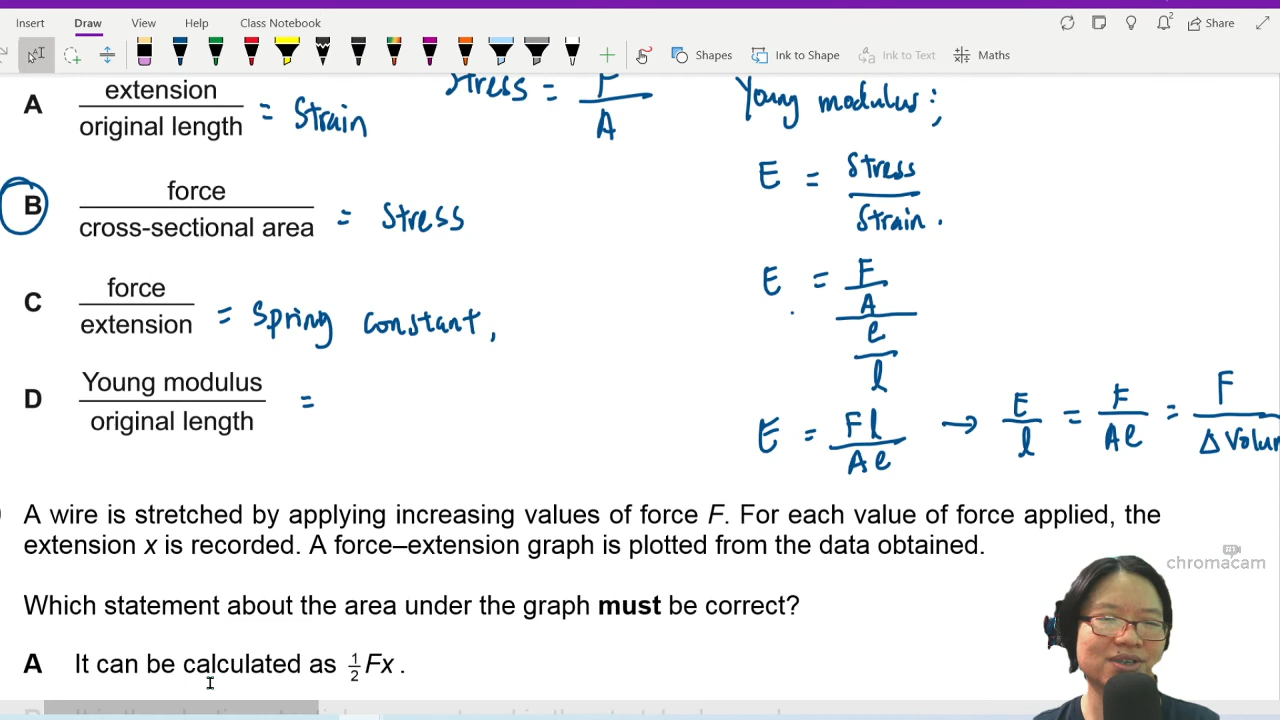 Insert Draw View Help Class Notebook
2 Share
Shapes Ink to Shape Ink to Text Maths
A extension / original length = Strain
Stress = F / A
Young modulus :,
E = Stress / Strain .
B force / cross-sectional area = Stress
C force / extension = Spring constant,
E = F / A / e / l
D Young modulus / original length =
E = Fl / Ae → E / l = F / Ae = F / Δ Volum
A wire is stretched by applying increasing values of force F. For each value of force applied, the
extension x is recorded. A force–extension graph is plotted from the data obtained.
chromacam
Which statement about the area under the graph must be correct?
A It can be calculated as ½Fx .